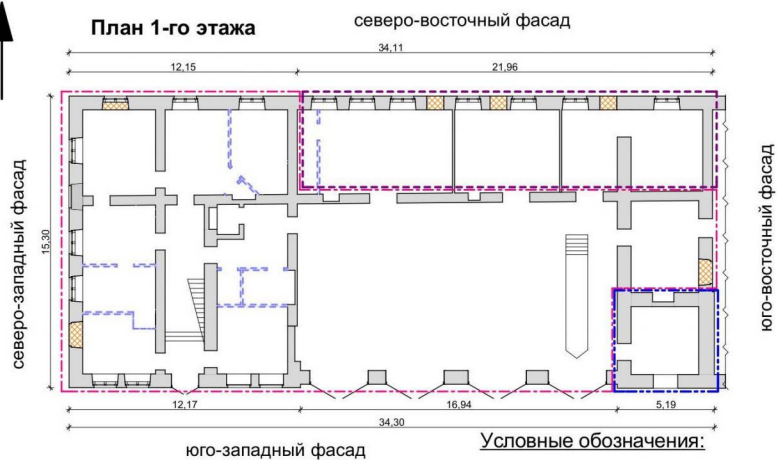 План 1-го этажа
северо-восточный фасад
34,11
12,15
21,96
северо-западный фасад
15,30
юго-восточный фасад
12,17
16,94
5,19
34,30
юго-западный фасад
Условные обозначения: